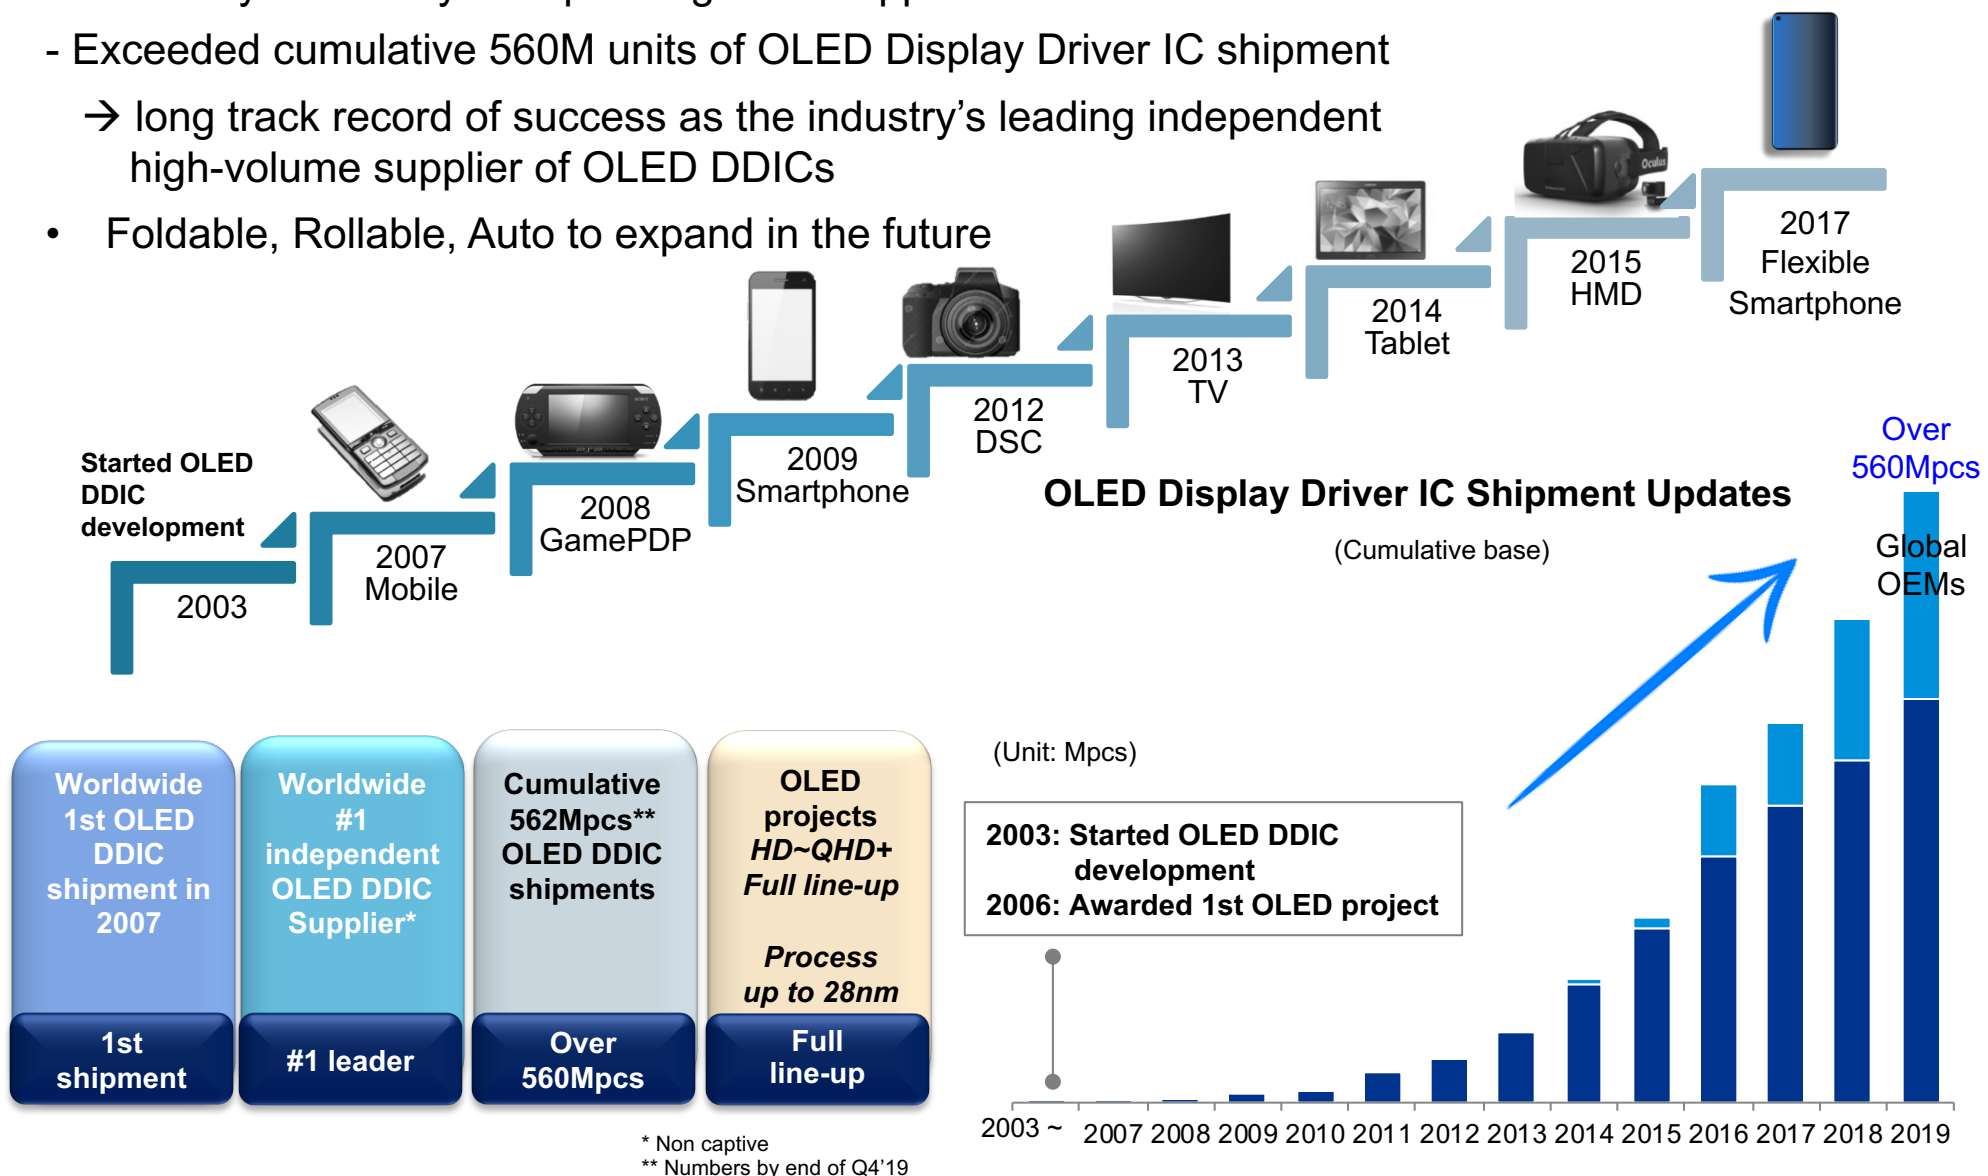 - Exceeded cumulative 560M units of OLED Display Driver IC shipment
→ long track record of success as the industry's leading independent
high-volume supplier of OLED DDICs
• Foldable, Rollable, Auto to expand in the future
Started OLED
DDIC
development
2003
2007
Mobile
2008
GamePDP
2009
Smartphone
2012
DSC
2013
TV
2014
Tablet
2015
HMD
2017
Flexible
Smartphone
Oculus
SONY
OLED Display Driver IC Shipment Updates
(Cumulative base)
Over
560Mpcs
Global
OEMs
(Unit: Mpcs)
2003: Started OLED DDIC
development
2006: Awarded 1st OLED project
2003 ~ 2007 2008 2009 2010 2011 2012 2013 2014 2015 2016 2017 2018 2019
Worldwide
1st OLED
DDIC
shipment in
2007
1st
shipment
Worldwide
#1
independent
OLED DDIC
Supplier*
#1 leader
Cumulative
562Mpcs**
OLED DDIC
shipments
Over
560Mpcs
OLED
projects
HD~QHD+
Full line-up
Process
up to 28nm
Full
line-up
* Non captive
** Numbers by end of Q4'19